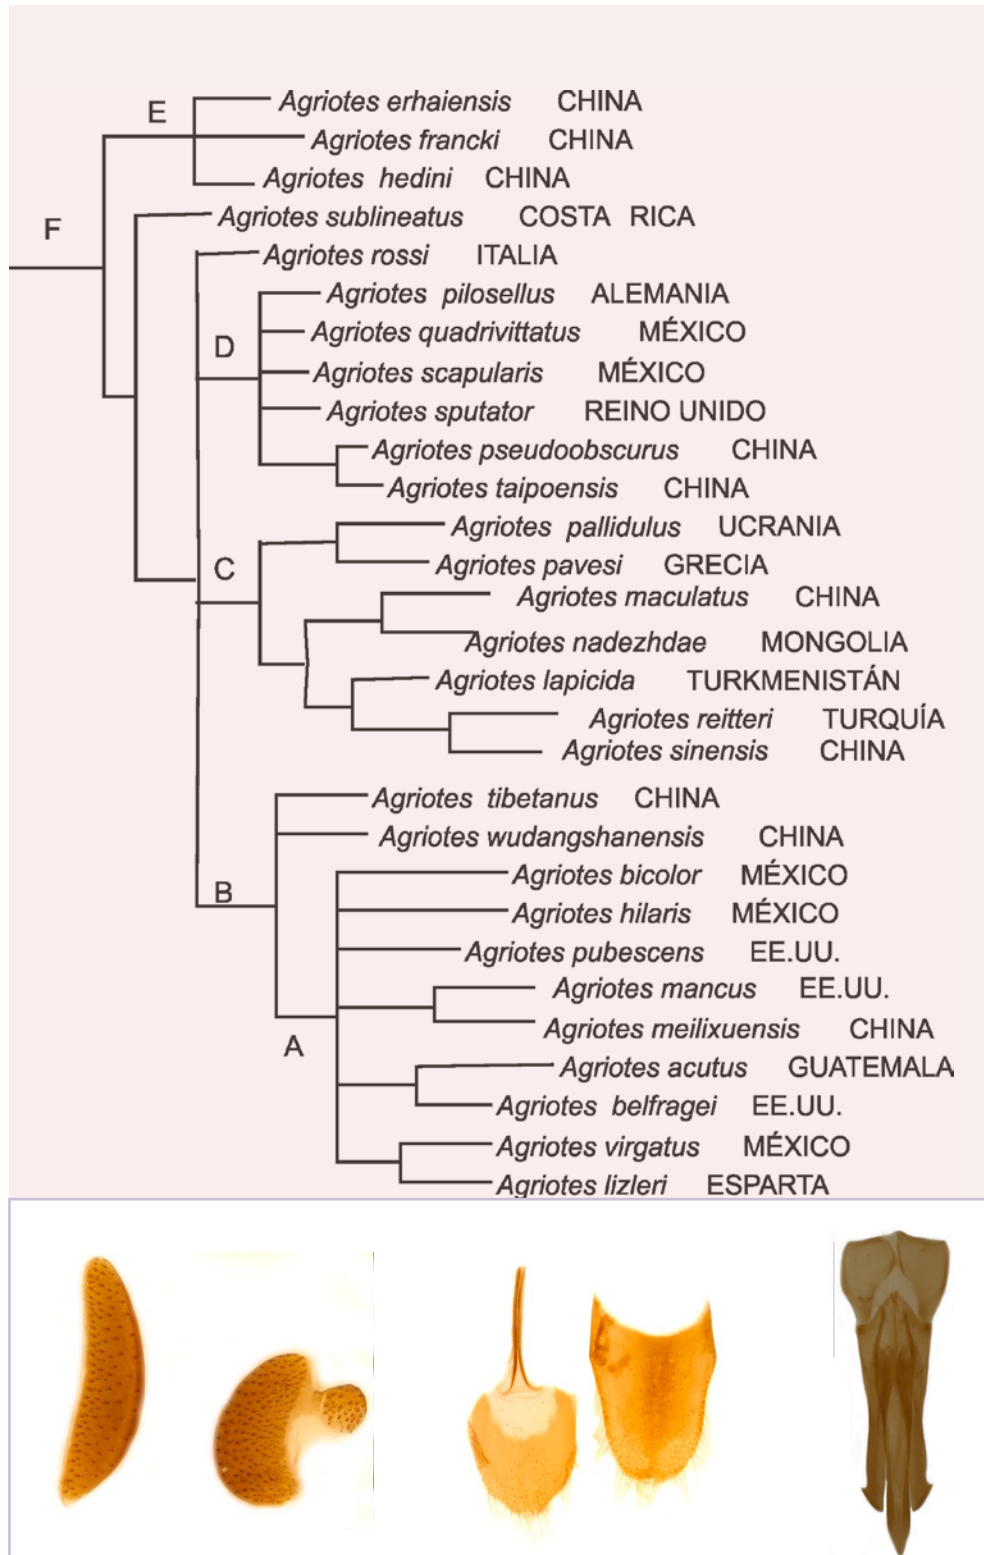 E
Agriotes erhaiensis CHINA
Agriotes francki CHINA
Agriotes hedini CHINA
F
Agriotes sublineatus COSTA RICA
Agriotes rossi ITALIA
Agriotes pilosellus ALEMANIA
Agriotes quadrivittatus MÉXICO
D
Agriotes scapularis MÉXICO
Agriotes sputator REINO UNIDO
Agriotes pseudoobscurus CHINA
Agriotes taipoensis CHINA
Agriotes pallidulus UCRANIA
C
Agriotes pavesi GRECIA
Agriotes maculatus CHINA
Agriotes nadezhdae MONGOLIA
Agriotes lapicida TURKMENISTÁN
Agriotes reitteri TURQUÍA
Agriotes sinensis CHINA
Agriotes tibetanus CHINA
Agriotes wudangshanensis CHINA
Agriotes bicolor MÉXICO
B
Agriotes hilaris MÉXICO
Agriotes pubescens EE.UU.
Agriotes mancus EE.UU.
Agriotes meilixuensis CHINA
A
Agriotes acutus GUATEMALA
Agriotes belfragei EE.UU.
Agriotes virgatus MÉXICO
Agriotes lizleri ESPARTA